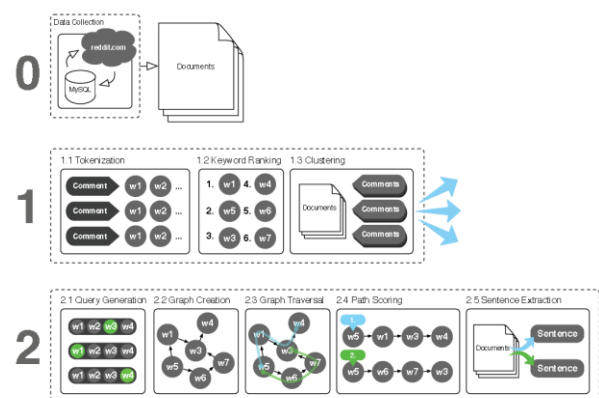 Data Collection
reddit.com
MySQL
Documents
0
1
1.1 Tokenization
Comment w1 w2 ...
Comment w1 w2 ...
Comment w1 w2 ...
1.2 Keyword Ranking
1. w1 4. w4
2. w5 5. w6
3. w3 6. w7
1.3 Clustering
Documents
Comments
Comments
Comments
2
2.1 Query Generation
w1 w2 w3 w4
w1 w2 w3 w4
w1 w2 w3 w4
2.2 Graph Creation
w4
w1
w3
w5
w7
w6
2.3 Graph Traversal
w4
w1
w3
w5
w7
w6
2.4 Path Scoring
1.
w5 w1 w3 w4
2.
w5 w6 w7 w3
2.5 Sentence Extraction
Documents
Sentence
Sentence